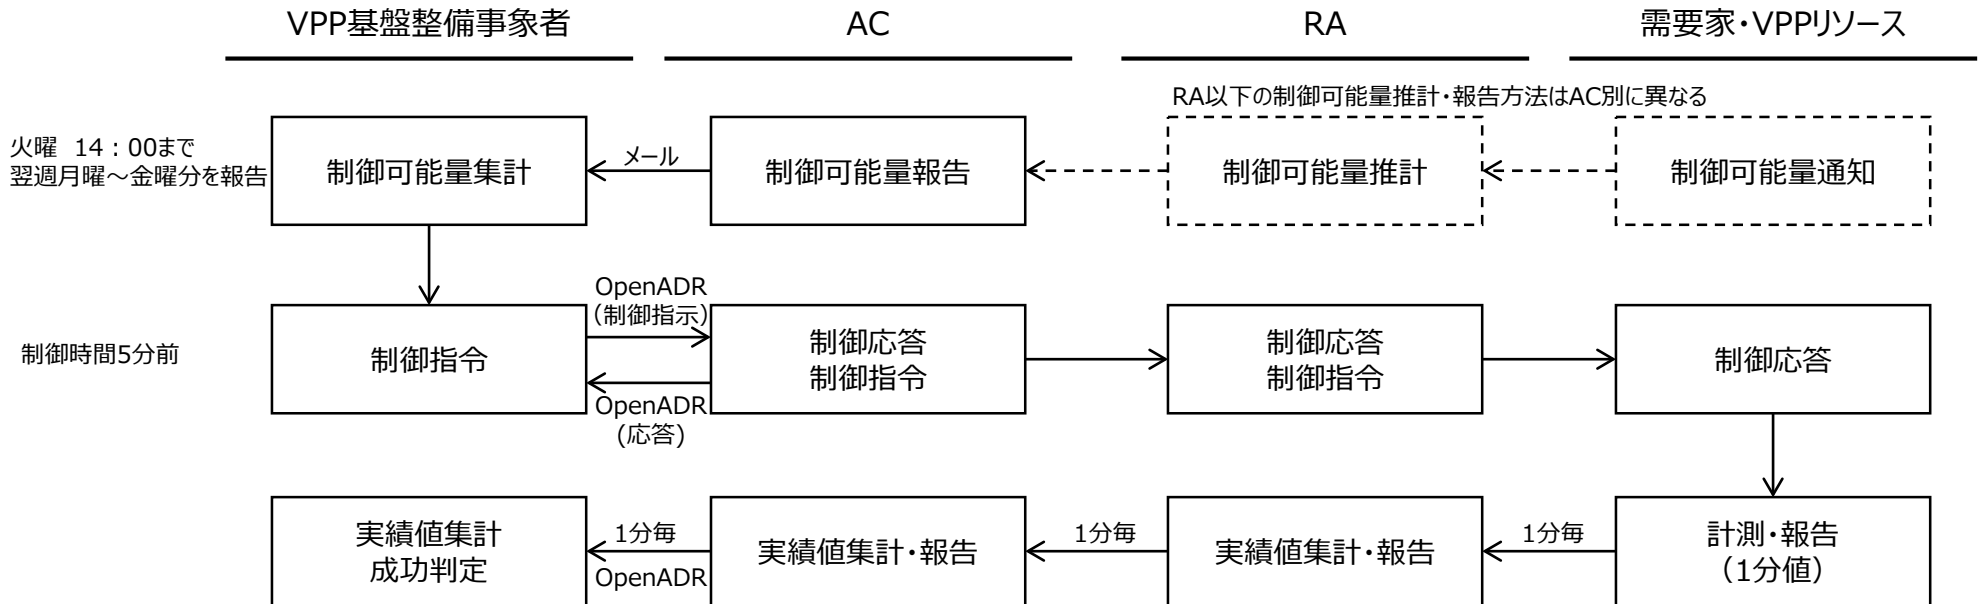 VPP基盤整備事象者
AC
RA
需要家・VPPリソース
RA以下の制御可能量推計・報告方法はAC別に異なる
火曜 14：00まで
翌週月曜～金曜分を報告
制御可能量集計
メール
制御可能量報告
制御可能量推計
制御可能量通知
制御時間5分前
制御指令
OpenADR
（制御指示）
OpenADR
(応答)
制御応答
制御指令
制御応答
制御指令
制御応答
実績値集計
成功判定
1分毎
OpenADR
実績値集計・報告
1分毎
実績値集計・報告
1分毎
計測・報告
（1分値）